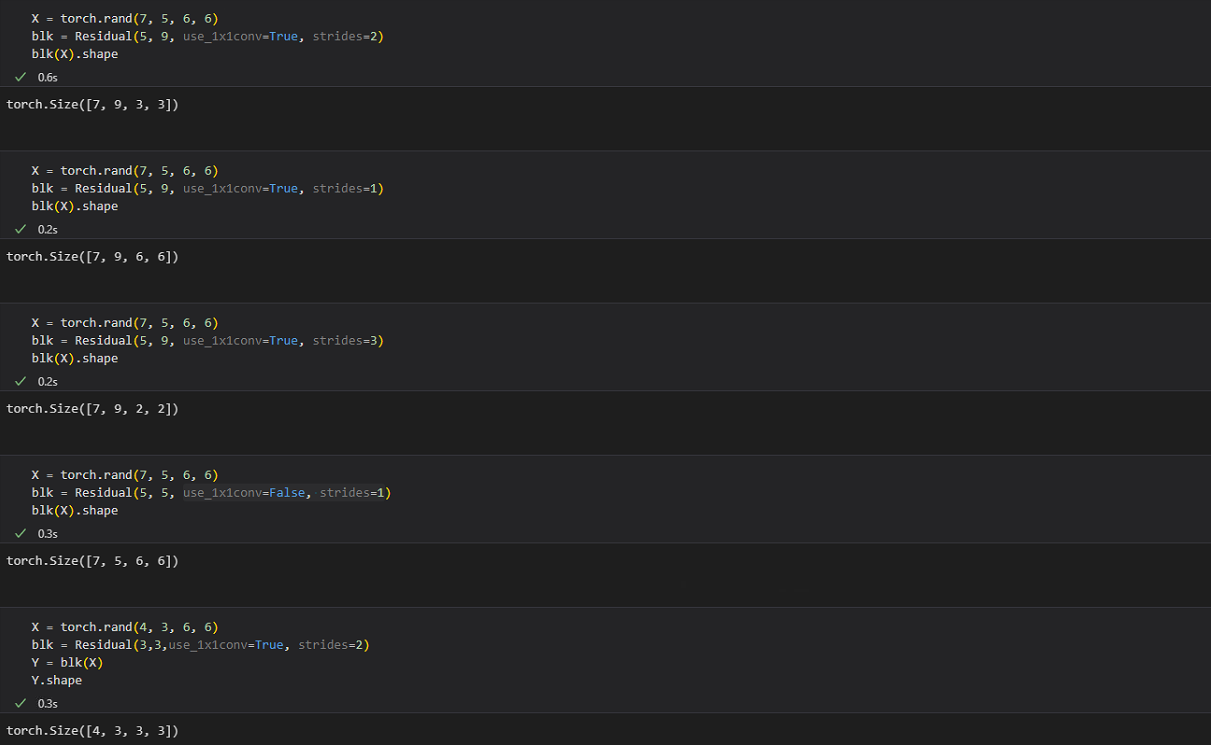 X = torch.rand(7, 5, 6, 6)
blk = Residual(5, 9, use_1x1conv=True, strides=2)
blk(X).shape
✓ 0.6s
torch.Size([7, 9, 3, 3])
X = torch.rand(7, 5, 6, 6)
blk = Residual(5, 9, use_1x1conv=True, strides=1)
blk(X).shape
✓ 0.2s
torch.Size([7, 9, 6, 6])
X = torch.rand(7, 5, 6, 6)
blk = Residual(5, 9, use_1x1conv=True, strides=3)
blk(X).shape
✓ 0.2s
torch.Size([7, 9, 2, 2])
X = torch.rand(7, 5, 6, 6)
blk = Residual(5, 5, use_1x1conv=False, strides=1)
blk(X).shape
✓ 0.3s
torch.Size([7, 5, 6, 6])
X = torch.rand(4, 3, 6, 6)
blk = Residual(3,3,use_1x1conv=True, strides=2)
Y = blk(X)
Y.shape
✓ 0.3s
torch.Size([4, 3, 3, 3])